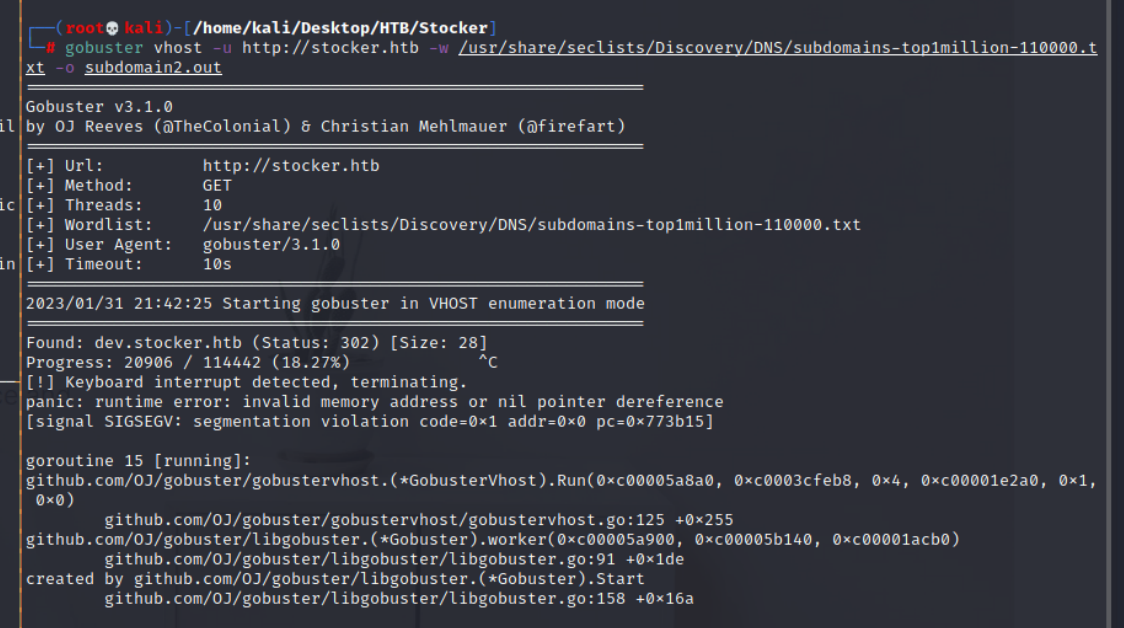 (root💀kali)-[/home/kali/Desktop/HTB/Stocker]
# gobuster vhost -u http://stocker.htb -w /usr/share/seclists/Discovery/DNS/subdomains-top1million-110000.t
xt -o subdomain2.out
Gobuster v3.1.0
il by OJ Reeves (@TheColonial) & Christian Mehlmauer (@firefart)
[+] Url: http://stocker.htb
[+] Method: GET
ic [+] Threads: 10
[+] Wordlist: /usr/share/seclists/Discovery/DNS/subdomains-top1million-110000.txt
[+] User Agent: gobuster/3.1.0
in [+] Timeout: 10s
2023/01/31 21:42:25 Starting gobuster in VHOST enumeration mode
Found: dev.stocker.htb (Status: 302) [Size: 28]
Progress: 20906 / 114442 (18.27%) ^C
[!] Keyboard interrupt detected, terminating.
panic: runtime error: invalid memory address or nil pointer dereference
[signal SIGSEGV: segmentation violation code=0×1 addr=0×0 pc=0×773b15]
goroutine 15 [running]:
github.com/OJ/gobuster/gobustervhost.(*GobusterVhost).Run(0×c00005a8a0, 0×c0003cfeb8, 0×4, 0×c00001e2a0, 0×1,
0×0)
github.com/OJ/gobuster/gobustervhost/gobustervhost.go:125 +0×255
github.com/OJ/gobuster/libgobuster.(*Gobuster).worker(0×c00005a900, 0×c00005b140, 0×c00001acb0)
github.com/OJ/gobuster/libgobuster/libgobuster.go:91 +0×1de
created by github.com/OJ/gobuster/libgobuster.(*Gobuster).Start
github.com/OJ/gobuster/libgobuster/libgobuster.go:158 +0×16a